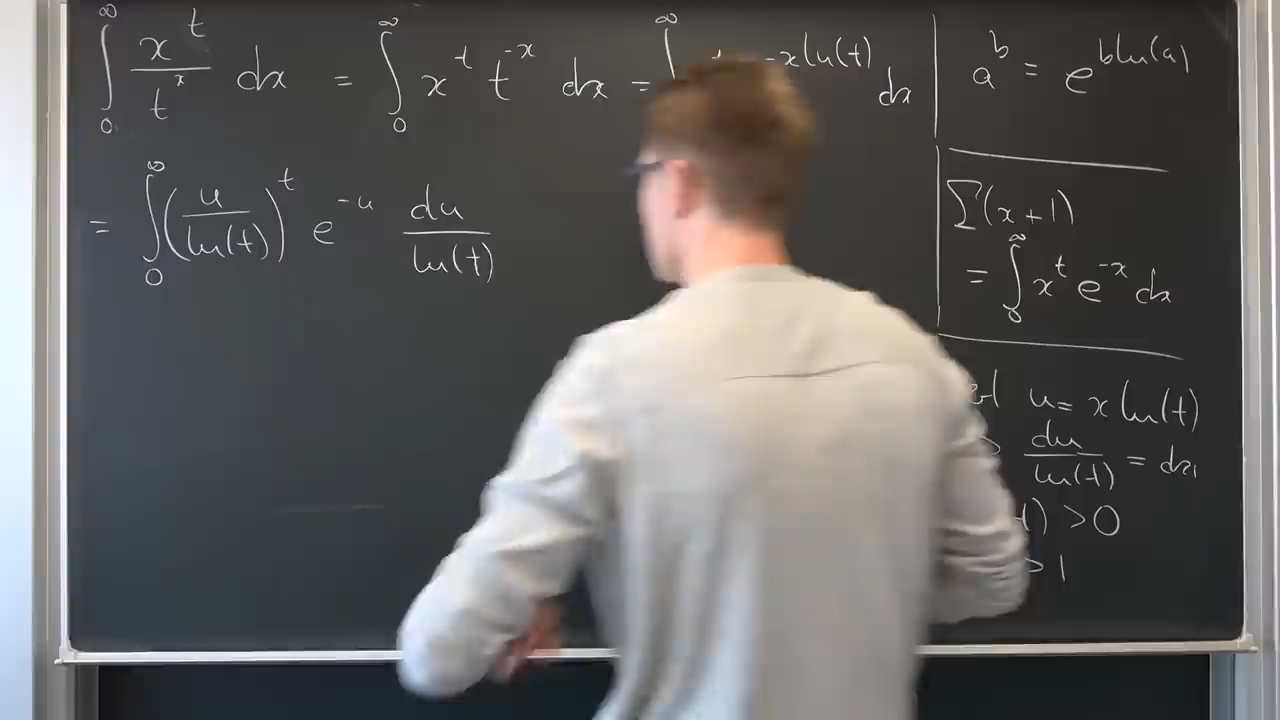 ∫₀^∞ x^t / t^x dx = ∫₀^∞ x^t t^{-x} dx = ∫ -x ln(t) dx
= ∫₀^∞ (u / ln(t))^t e^{-u} du / ln(t)
a^b = e^{b ln(a)}
Σ(x+1)
= ∫₀^∞ x^t e^{-x} dx
u = x ln(t)
du / ln(t) = dx,
t) > 0
> 1